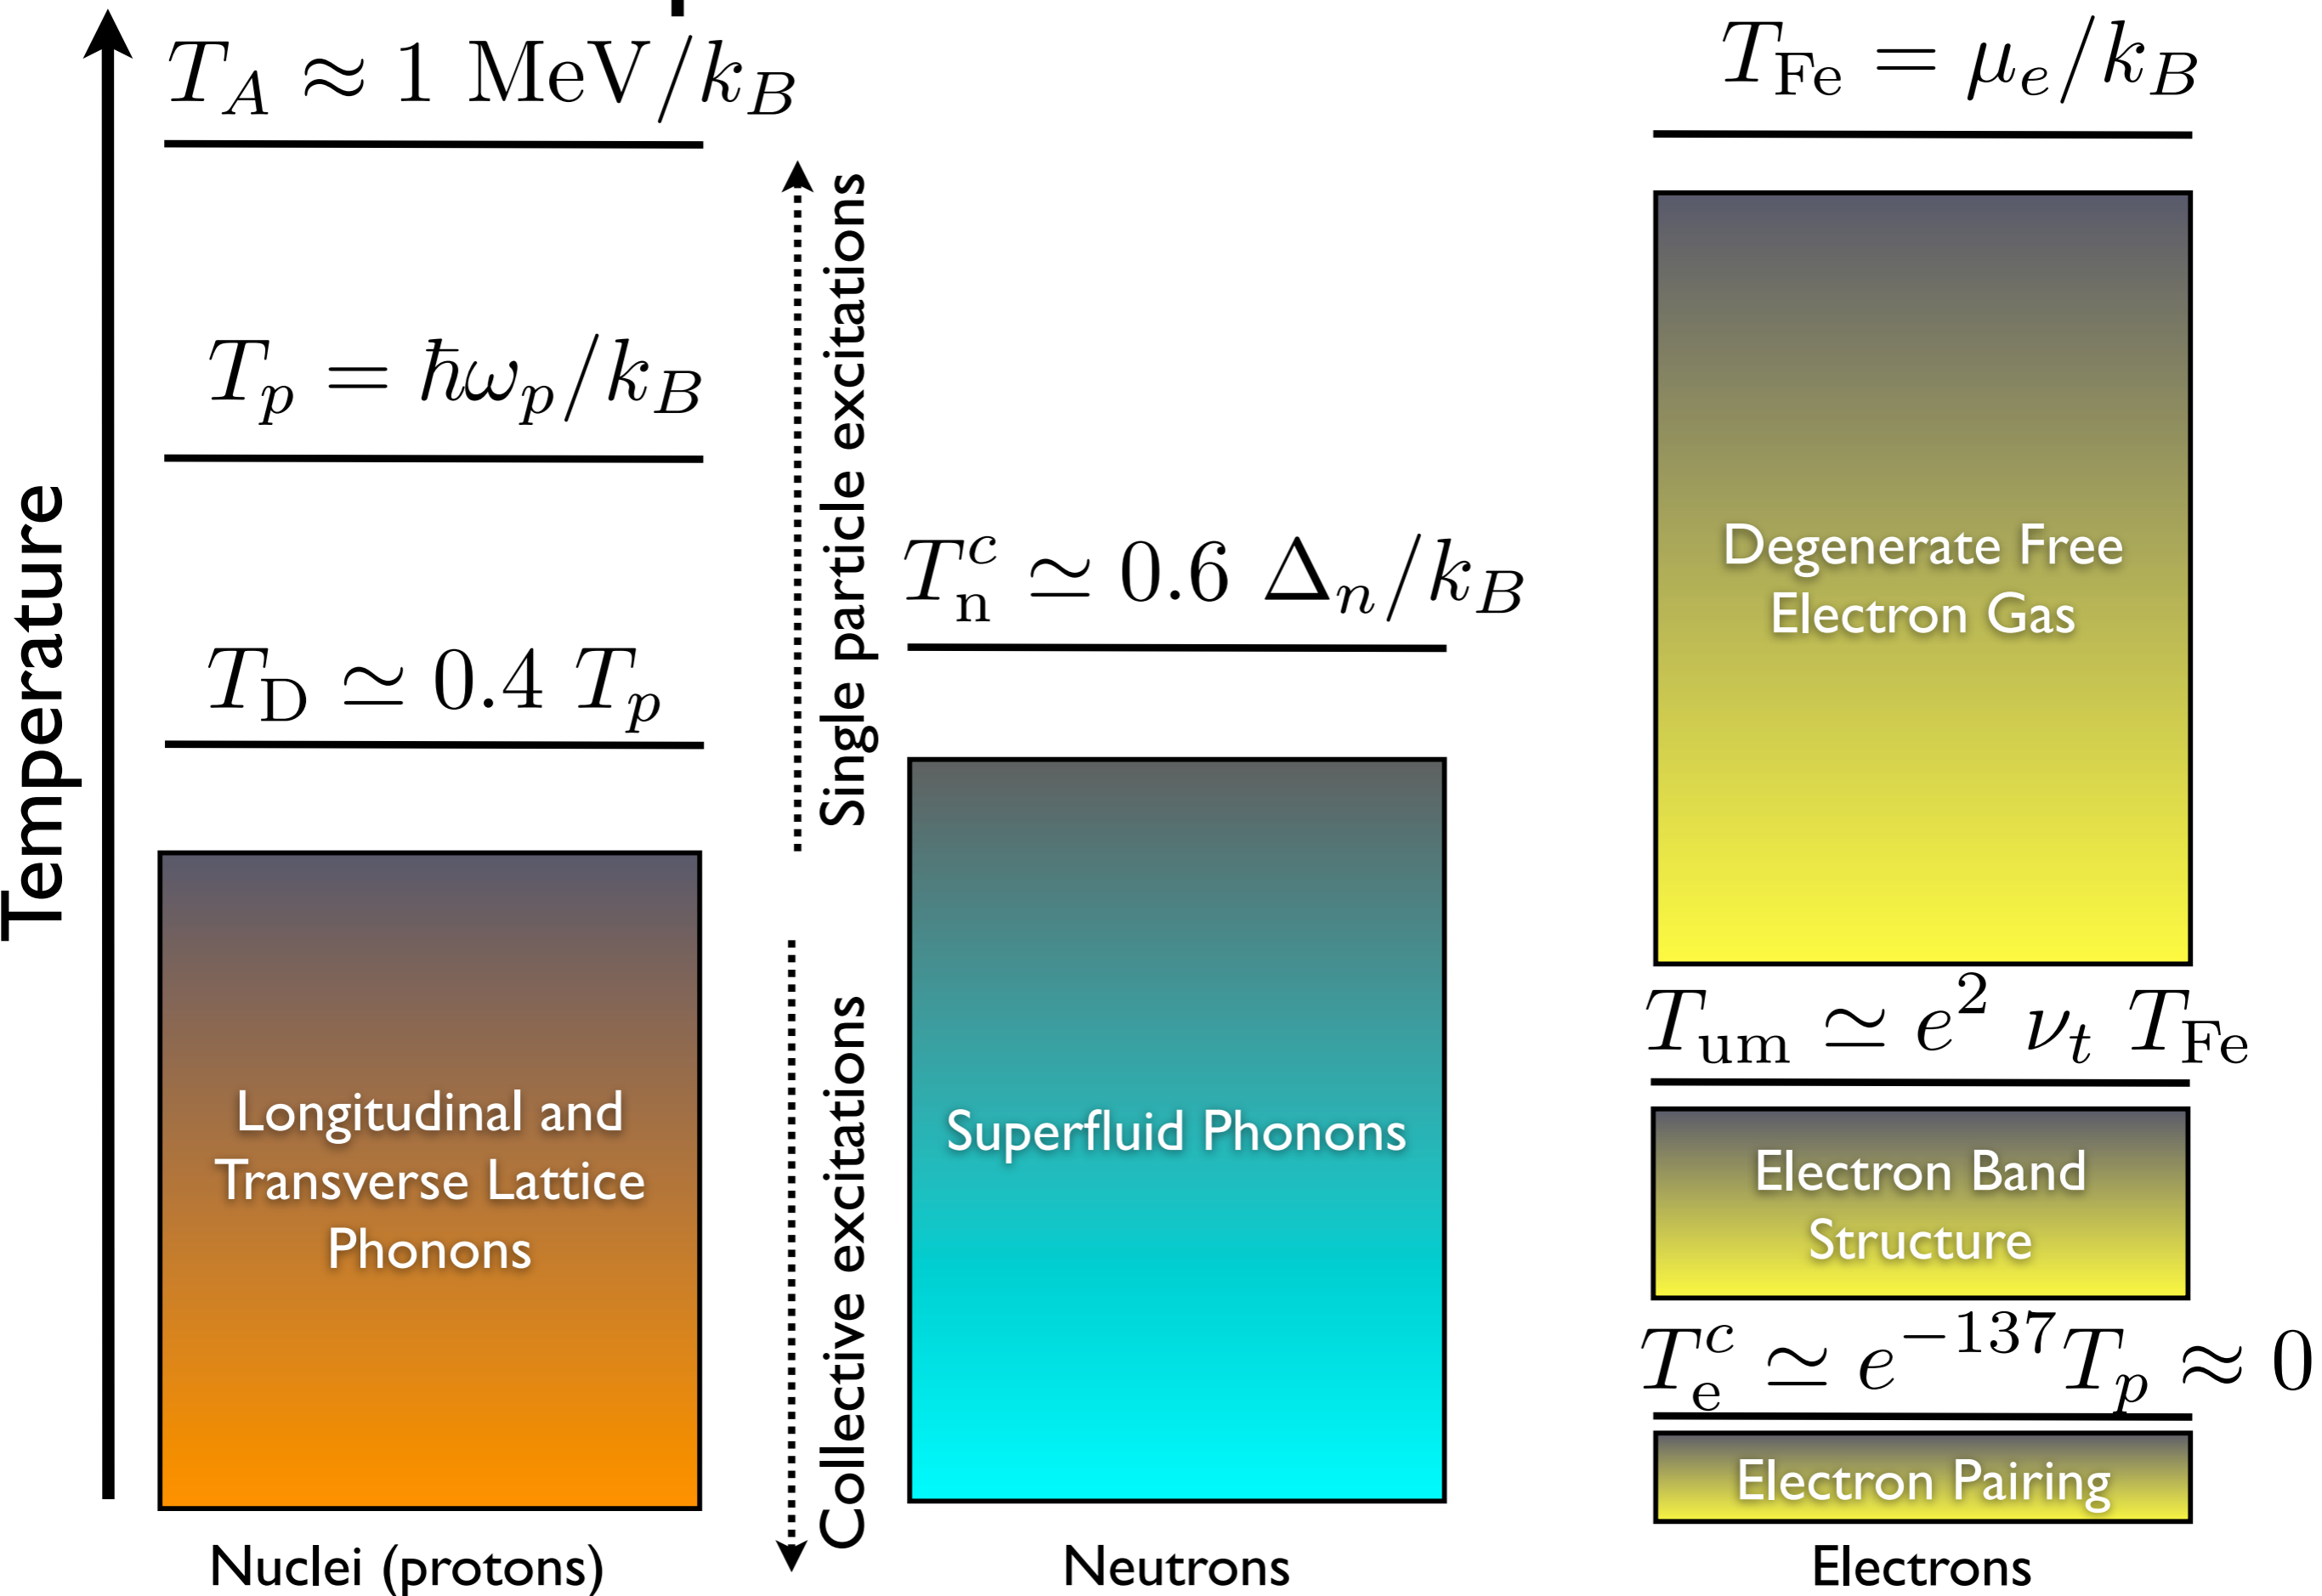 Temperature
T_A ≈ 1 MeV/k_B
T_p = ħω_p/k_B
T_D ≃ 0.4 T_p
Longitudinal and
Transverse Lattice
Phonons
Nuclei (protons)
Single particle excitations
Collective excitations
T_n^c ≃ 0.6 Δ_n/k_B
Superfluid Phonons
Neutrons
T_Fe = μ_e/k_B
Degenerate Free
Electron Gas
T_um ≃ e^2 ν_t T_Fe
Electron Band
Structure
T_e^c ≃ e^{-137}T_p ≈ 0
Electron Pairing
Electrons